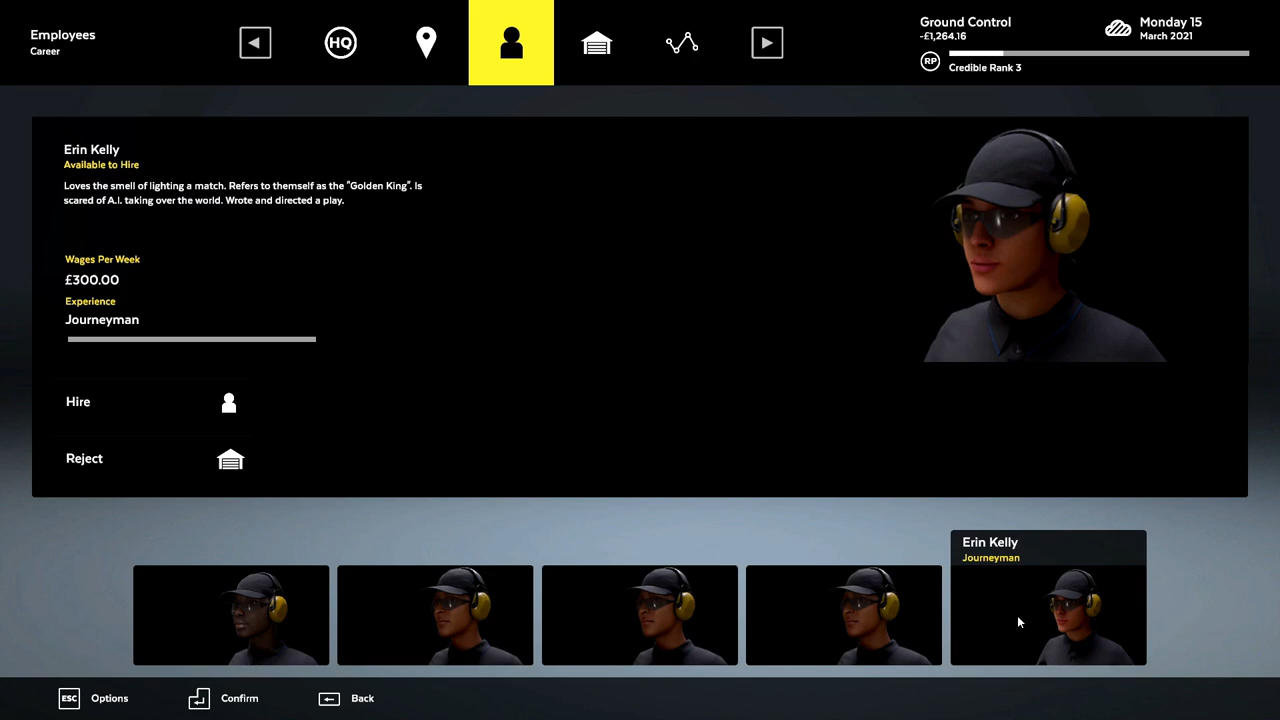 Employees
Career
HQ
Ground Control
-£1,264.16
Monday 15
March 2021
RP
Credible Rank 3
Erin Kelly
Available to Hire
Loves the smell of lighting a match. Refers to themself as the "Golden King". Is
scared of A.I. taking over the world. Wrote and directed a play.
Wages Per Week
£300.00
Experience
Journeyman
Hire
Reject
Erin Kelly
Journeyman
ESC Options
Confirm
Back